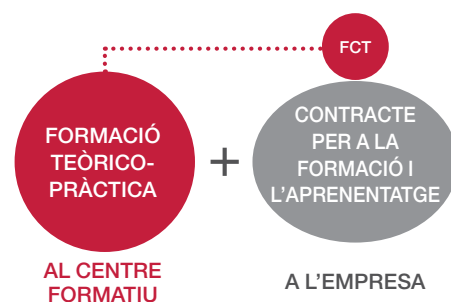 FCT
FORMACIÓ
TEÒRICO-
PRÀCTICA
+
CONTRACTE
PER A LA
FORMACIÓ I
L'APRENENTATGE
AL CENTRE
FORMATIU
A L'EMPRESA